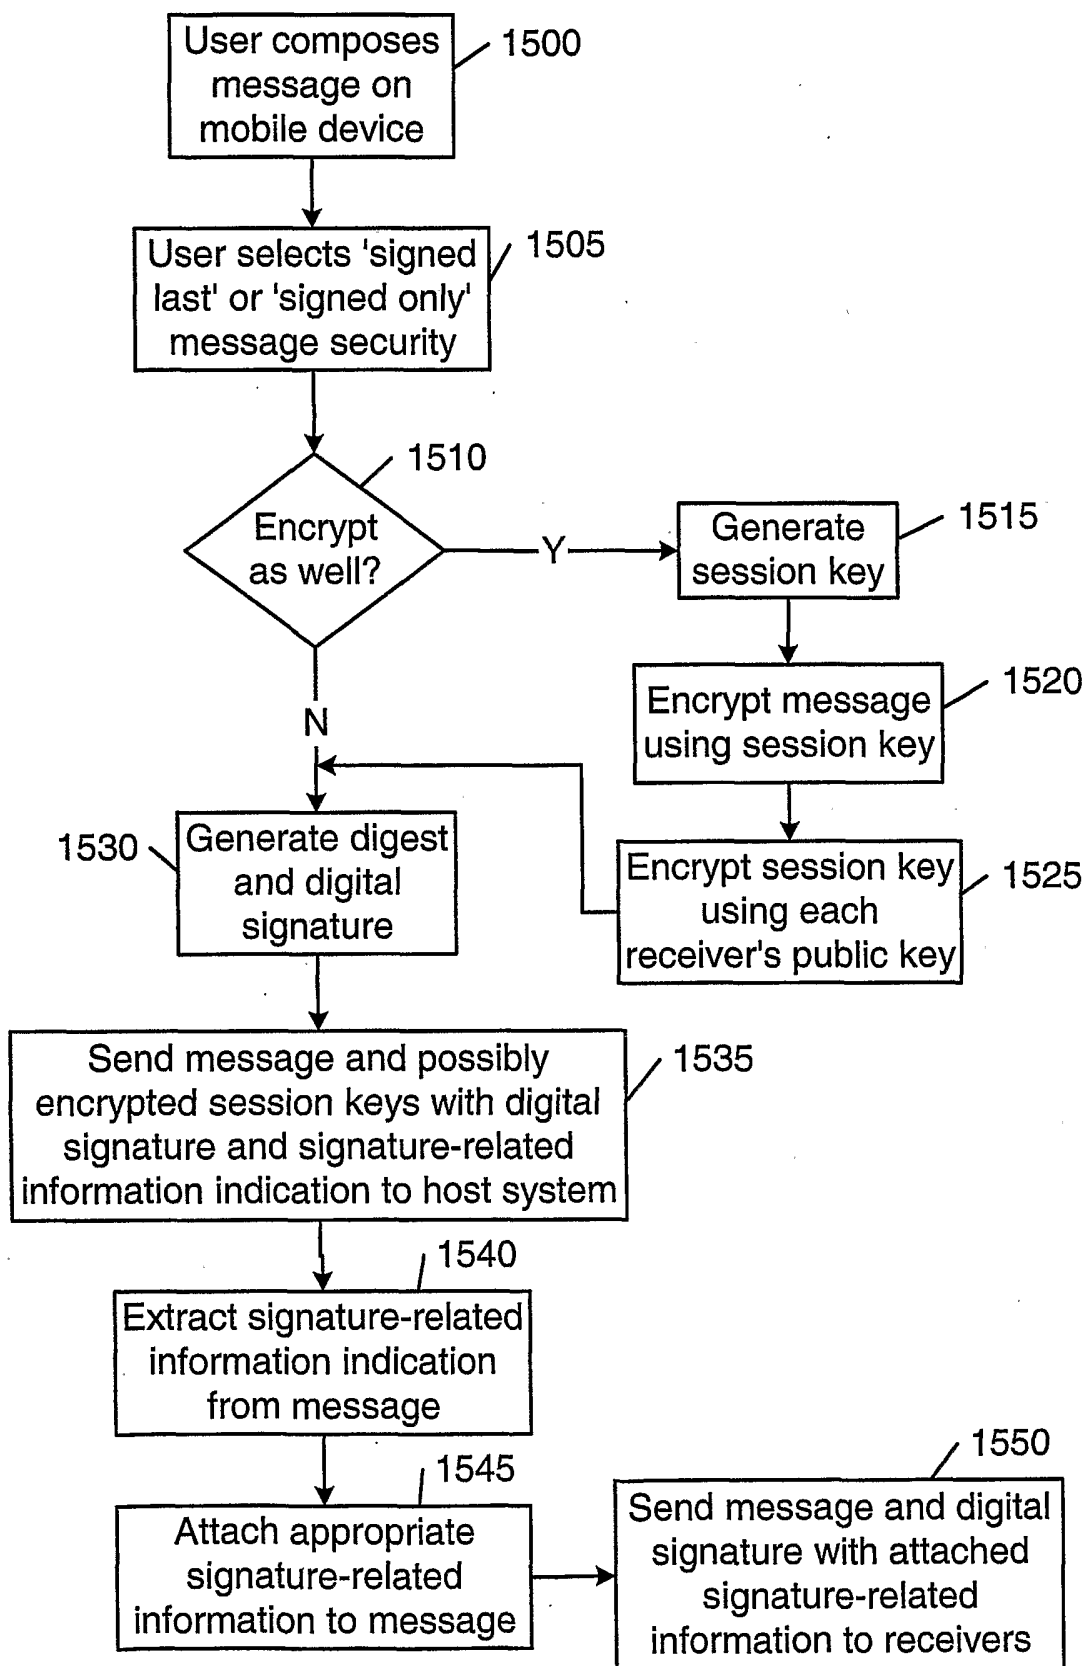 User composes
message on
mobile device
1500
User selects 'signed
last' or 'signed only'
message security
1505
1510
Encrypt
as well?
Y
N
Generate
session key
1515
Encrypt message
using session key
1520
Encrypt session key
using each
receiver's public key
1525
1530
Generate digest
and digital
signature
Send message and possibly
encrypted session keys with digital
signature and signature-related
information indication to host system
1535
1540
Extract signature-related
information indication
from message
1545
Attach appropriate
signature-related
information to message
1550
Send message and digital
signature with attached
signature-related
information to receivers